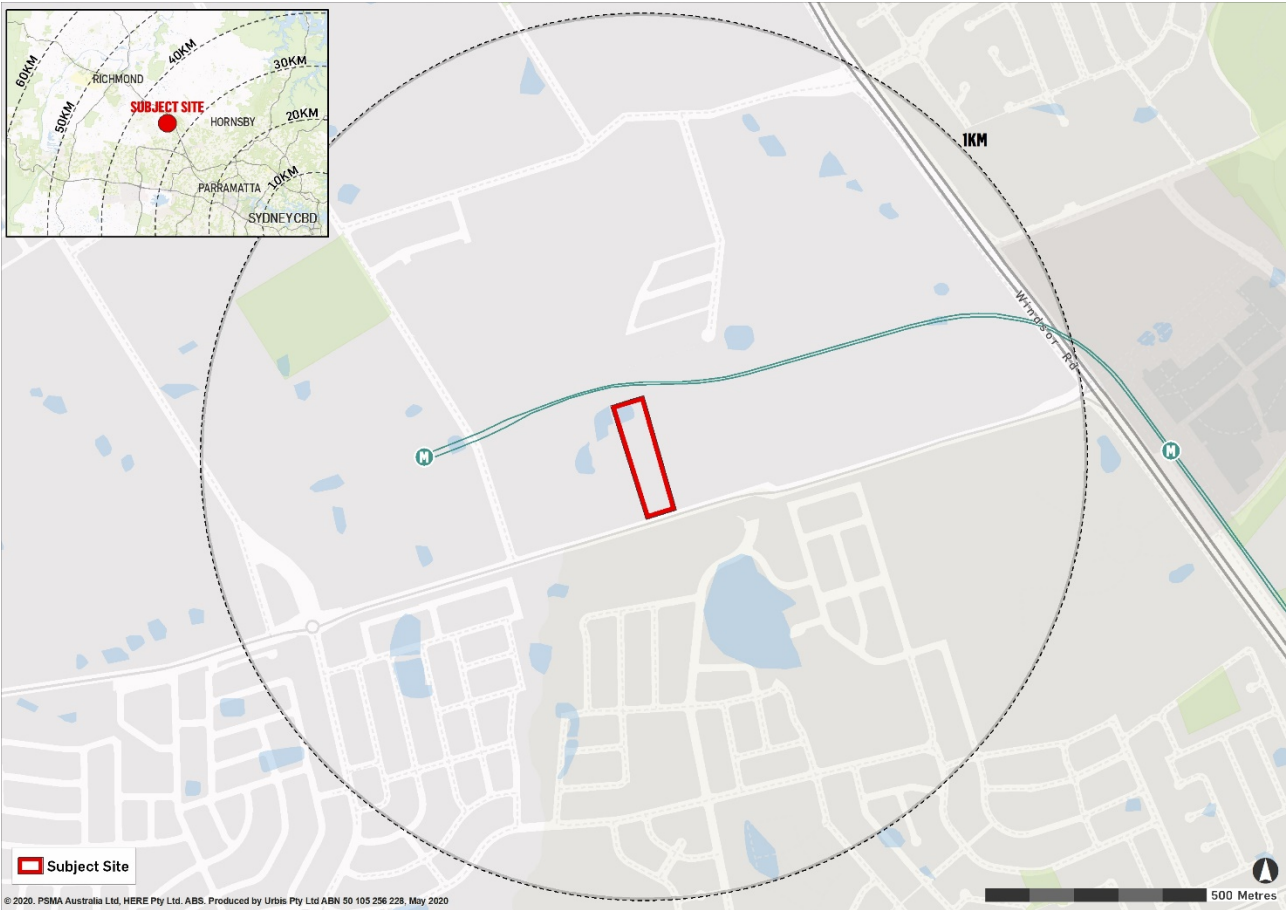 60KM
50KM
40KM
30KM
20KM
10KM
RICHMOND
SUBJECT SITE
HORNSBY
PARRAMATTA
SYDNEY CBD
1KM
Windsor Rd
M
M
Subject Site
© 2020. PSMA Australia Ltd, HERE Pty Ltd. ABS. Produced by Urbis Pty Ltd ABN 50 105 256 228, May 2020
500 Metres